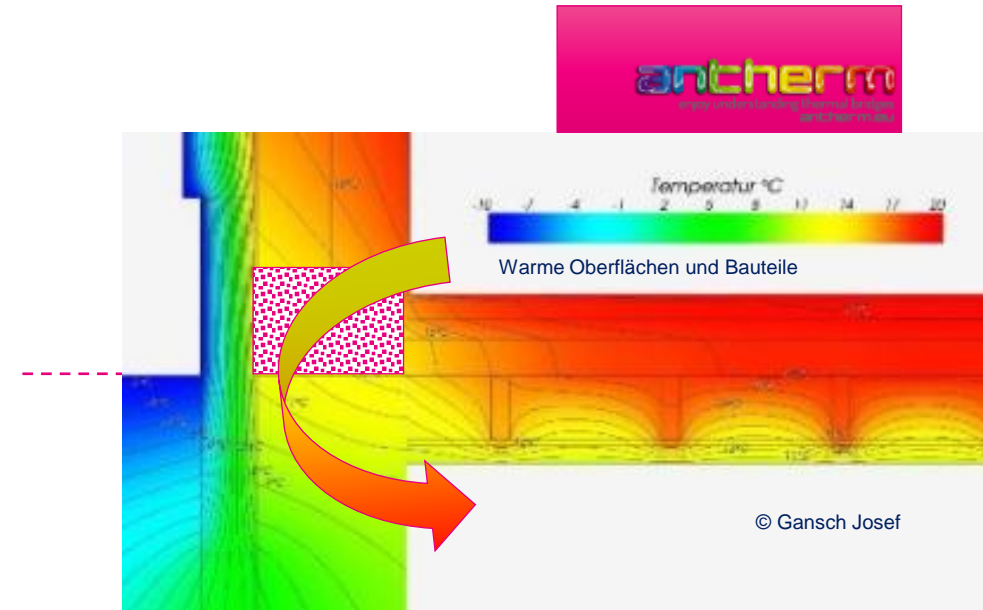 antherm
enjoy understanding thermal bridges
antherm.eu
Temperatur °C
-10 -7 -4 -1 2 5 8 11 14 17 20
Warme Oberflächen und Bauteile
© Gansch Josef